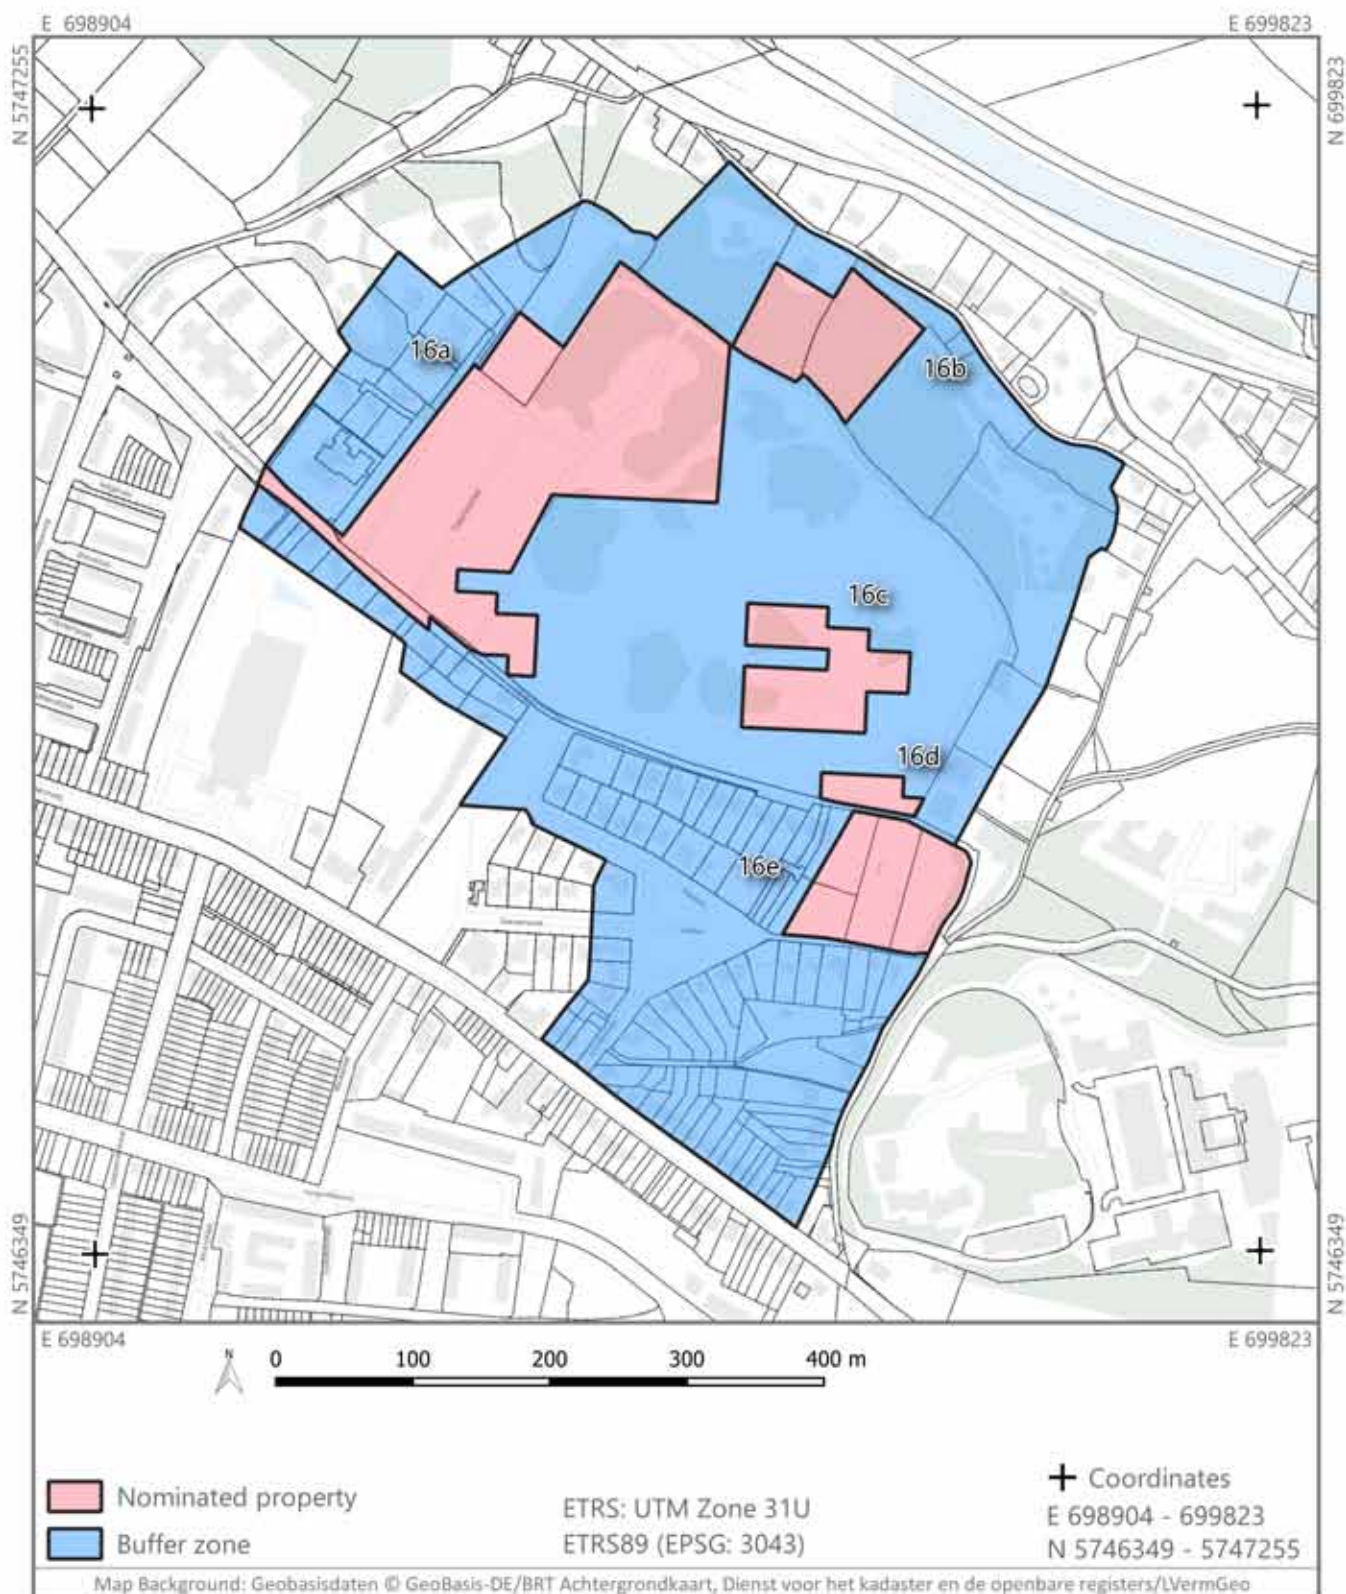 E 698904
E 699823
N 5747255
N 699823
16a
16b
16c
16d
16e
N 5746349
N 5746349
E 698904
E 699823
N
0 100 200 300 400 m
Nominated property
Buffer zone
ETRS: UTM Zone 31U
ETRS89 (EPSG: 3043)
Coordinates
E 698904 - 699823
N 5746349 - 5747255
Map Background: Geobasisdaten © GeoBasis-DE/BRT Achtergrondkaart, Dienst voor het kadaster en de openbare registers/LVermGeo